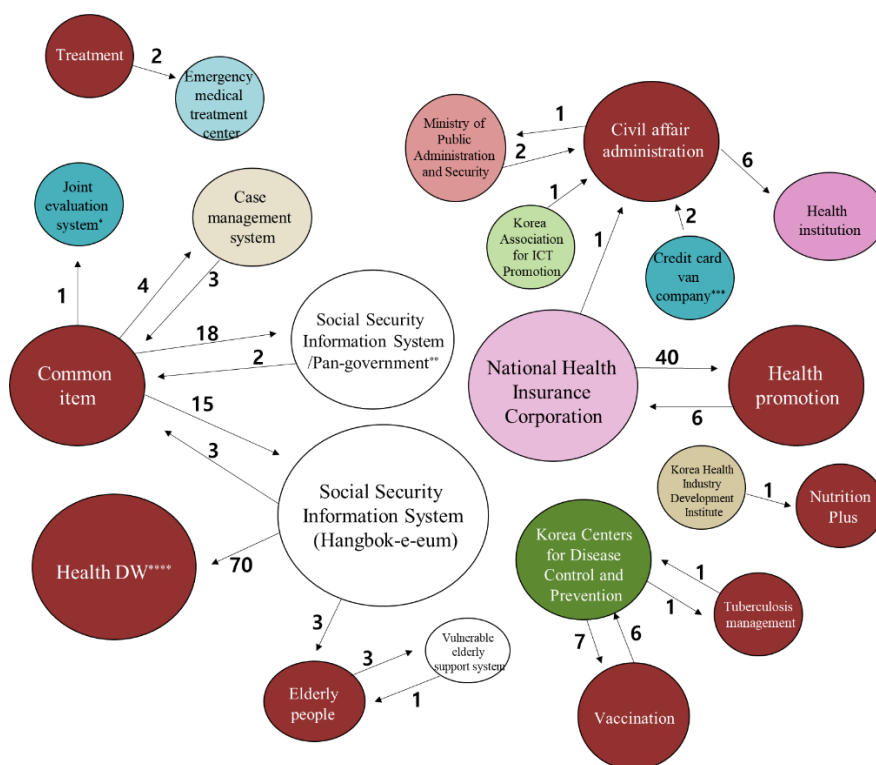 Treatment
2
Emergency
medical
treatment
center
Ministry of
Public
Administration
and Security
1
2
Civil affair
administration
6
Health
institution
Joint
evaluation
system*
Case
management
system
1
Korea
Association
for ICT
Promotion
1
2
Credit card
van
company***
1
4
3
18
2
Social Security
Information System
/Pan-government**
Common
item
15
3
National Health
Insurance
Corporation
40
6
Health
promotion
Social Security
Information System
(Hangbok-e-eum)
Korea Health
Industry
Development
Institute
1
Nutrition
Plus
Health DW****
70
Korea Centers
for Disease
Control and
Prevention
1
1
Tuberculosis
management
3
7
6
3
Vulnerable
elderly
support system
1
Elderly
people
Vaccination